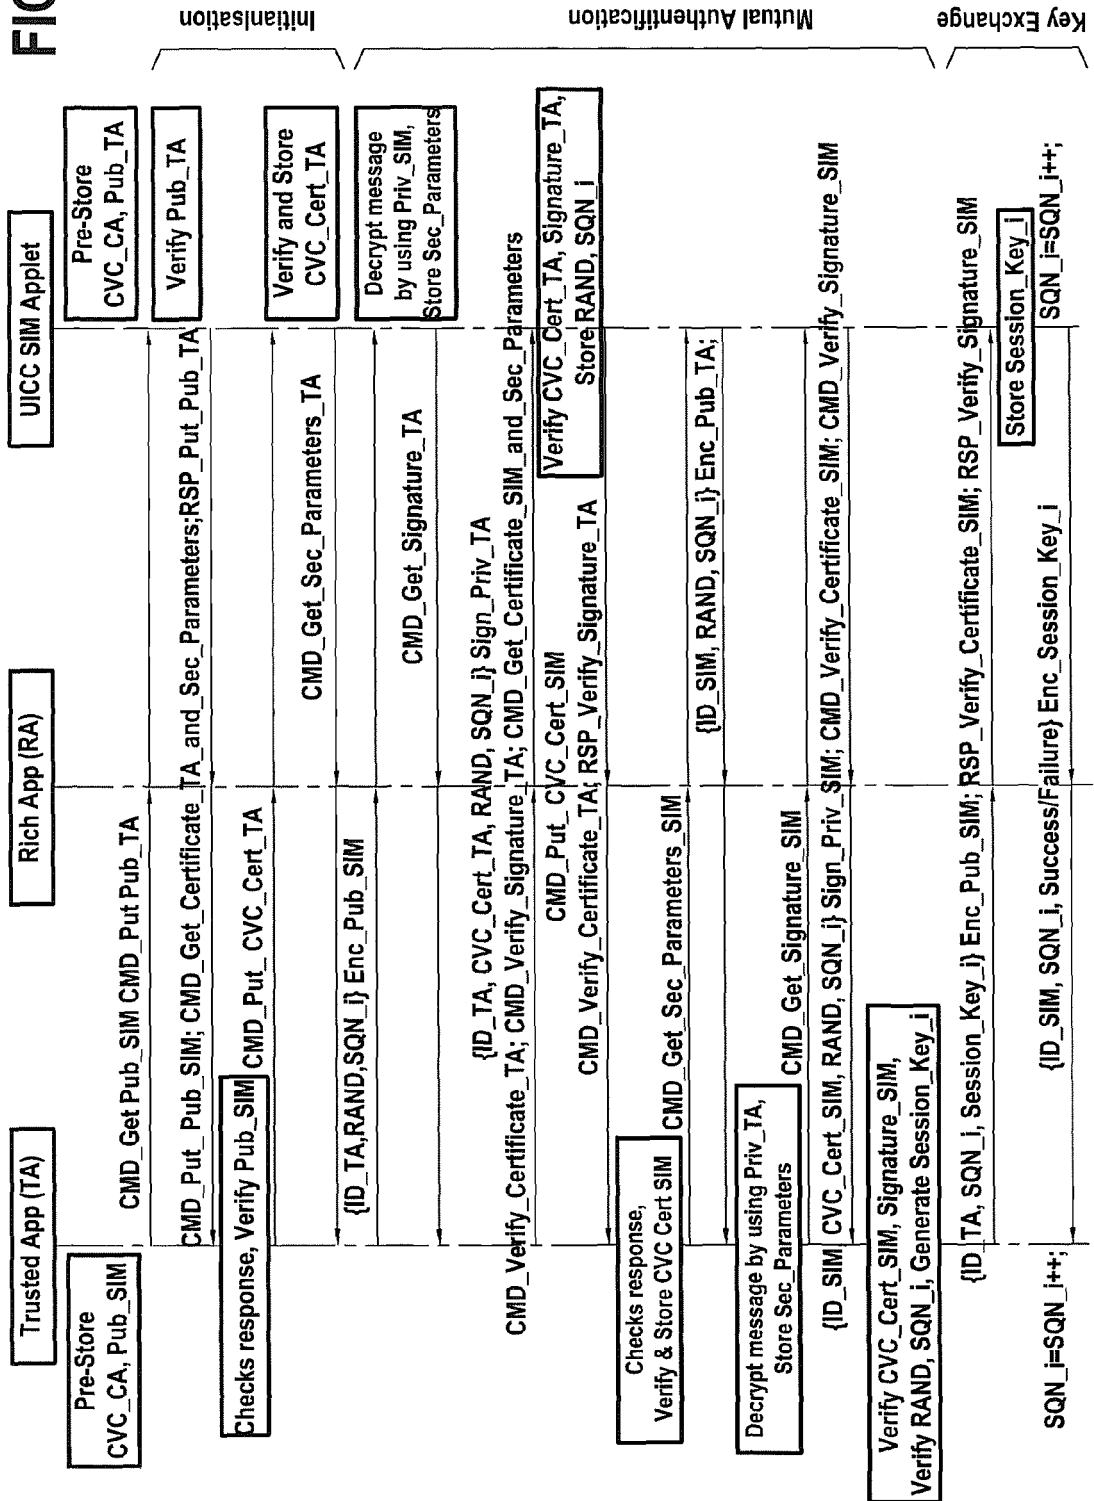 FIG
Trusted App (TA)
Rich App (RA)
UICC SIM Applet
Pre-Store
CVC_CA, Pub_SIM
Pre-Store
CVC_CA, Pub_TA
CMD_Get Pub_SIM CMD_Put Pub_TA
Verify Pub_TA
CMD_Put_Pub_SIM; CMD_Get_Certificate_TA_and_Sec_Parameters;RSP_Put_Pub_TA
Checks response, Verify Pub_SIM
CMD_Put_ CVC_Cert_TA
Verify and Store
CVC_Cert_TA
CMD_Get_Sec_Parameters_TA
{ID_TA,RAND,SQN_i} Enc_Pub_SIM
Decrypt message
by using Priv_SIM,
Store Sec_Parameters
CMD_Get_Signature_TA
{ID_TA, CVC_Cert_TA, RAND, SQN_i} Sign_Priv_TA
CMD_Verify_Certificate_TA; CMD_Verify_Signature_TA; CMD_Get_Certificate_SIM_and_Sec_Parameters
Verify CVC_Cert_TA, Signature_TA,
Store RAND, SQN_i
CMD_Put_ CVC_Cert_SIM
CMD_Verify_Certificate_TA; RSP_Verify_Signature_TA
Checks response,
Verify & Store CVC Cert SIM
CMD_Get_Sec_Parameters_SIM
{ID_SIM, RAND, SQN_i} Enc_Pub_TA;
Decrypt message by using Priv_TA,
Store Sec_Parameters
CMD_Get_Signature_SIM
{ID_SIM, CVC_Cert_SIM, RAND, SQN_i} Sign_Priv_SIM; CMD_Verify_Certificate_SIM; CMD_Verify_Signature_SIM
Verify CVC_Cert_SIM, Signature_SIM,
Verify RAND, SQN_i, Generate Session_Key_i
{ID_TA, SQN_i, Session_Key_i} Enc_Pub_SIM; RSP_Verify_Certificate_SIM; RSP_Verify_Signature_SIM
Store Session_Key_i
{ID_SIM, SQN_i, Success/Failure} Enc_Session_Key_i
SQN_i=SQN_i++;
SQN_i=SQN_i++;
Initianlsation
Mutual Authentification
Key Exchange